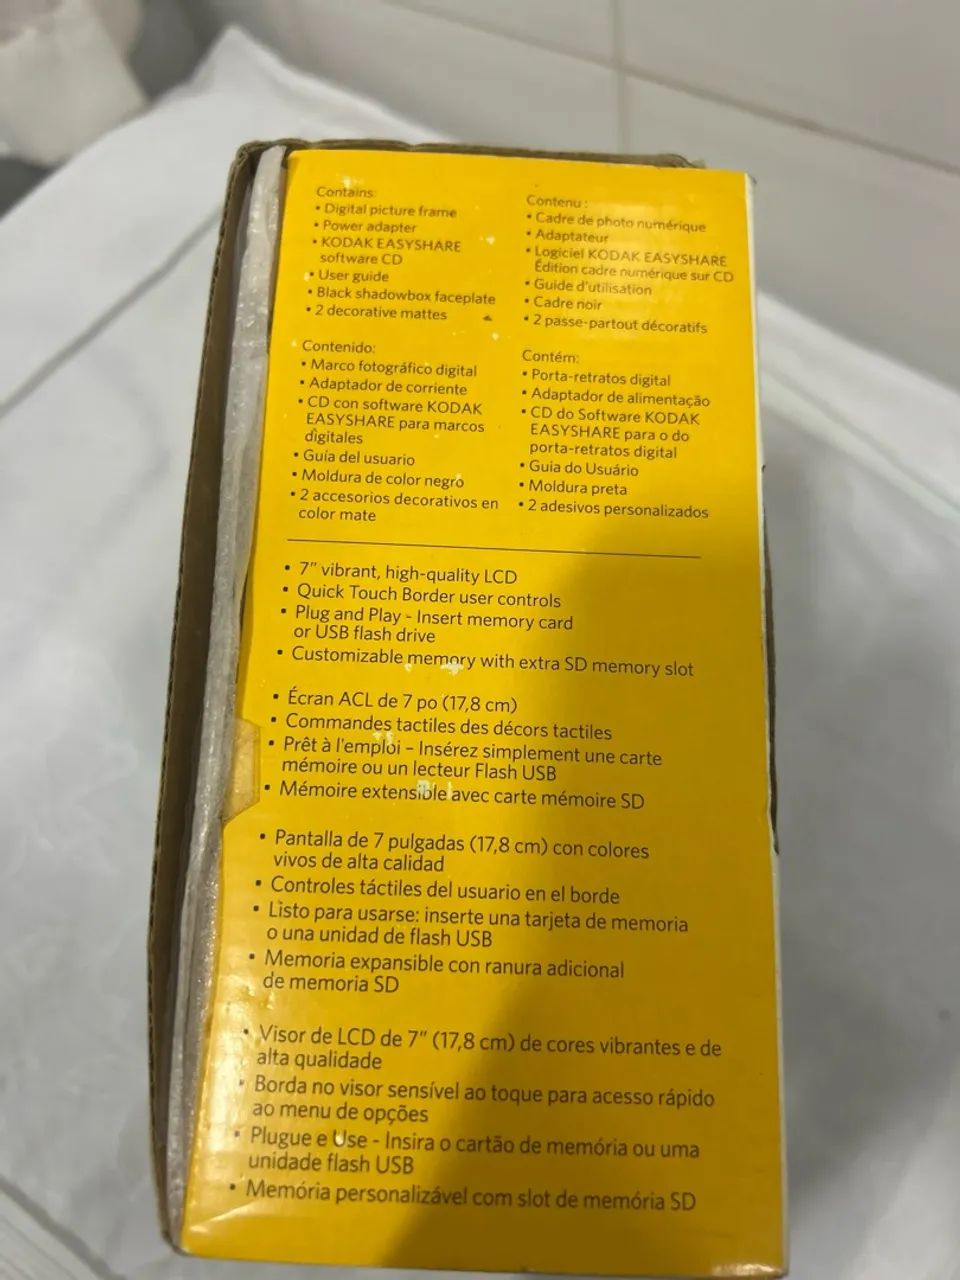 Contains:
• Digital picture frame
• Power adapter
• KODAK EASYSHARE
software CD
• User guide
• Black shadowbox faceplate
• 2 decorative mattes
Contenu :
• Cadre de photo numérique
• Adaptateur
• Logiciel KODAK EASYSHARE
Édition cadre numérique sur CD
• Guide d'utilisation
• Cadre noir
• 2 passe-partout décoratifs
Contenido:
• Marco fotográfico digital
• Adaptador de corriente
• CD con software KODAK
EASYSHARE para marcos
digitales
• Guía del usuario
• Moldura de color negro
• 2 accesorios decorativos en
color mate
Contém:
• Porta-retratos digital
• Adaptador de alimentação
• CD do Software KODAK
EASYSHARE para o do
porta-retratos digital
• Guia do Usuário
• Moldura preta
• 2 adesivos personalizados
• 7" vibrant, high-quality LCD
• Quick Touch Border user controls
• Plug and Play - Insert memory card
or USB flash drive
• Customizable memory with extra SD memory slot
• Écran ACL de 7 po (17,8 cm)
• Commandes tactiles des décors tactiles
• Prêt à l'emploi – Insérez simplement une carte
mémoire ou un lecteur Flash USB
• Mémoire extensible avec carte mémoire SD
• Pantalla de 7 pulgadas (17,8 cm) con colores
vivos de alta calidad
• Controles táctiles del usuario en el borde
• Listo para usarse: inserte una tarjeta de memoria
o una unidad de flash USB
• Memoria expansible con ranura adicional
de memoria SD
• Visor de LCD de 7" (17,8 cm) de cores vibrantes e de
alta qualidade
• Borda no visor sensível ao toque para acesso rápido
ao menu de opções
• Plugue e Use - Insira o cartão de memória ou uma
unidade flash USB
• Memória personalizável com slot de memória SD